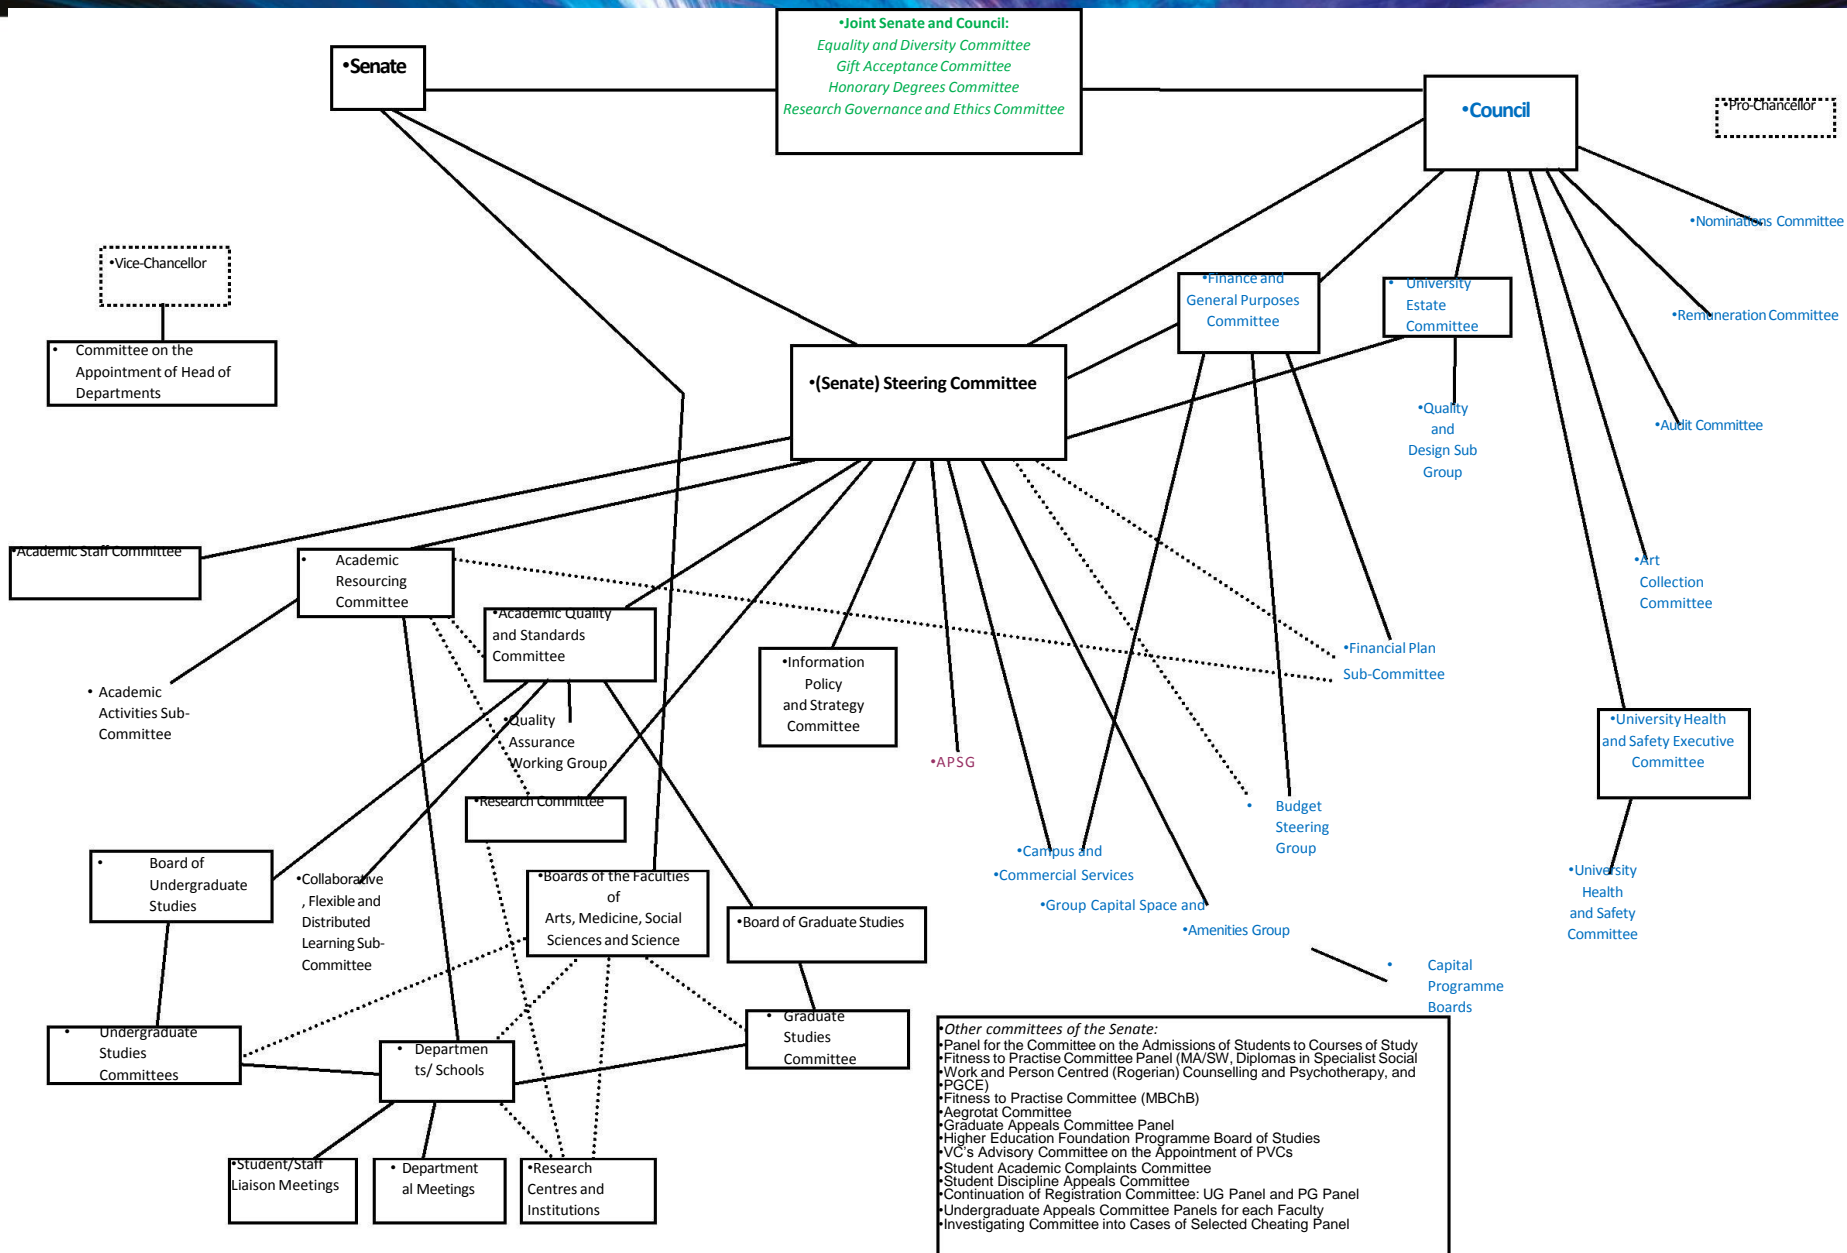 •Joint Senate and Council:
Equality and Diversity Committee
Gift Acceptance Committee
Honorary Degrees Committee
Research Governance and Ethics Committee
•Senate
•Council
•Pro-Chancellor
•Nominations Committee
•Vice-Chancellor
•Finance and
General Purposes
Committee
• University
Estate
Committee
•Remuneration Committee
• Committee on the
Appointment of Head of
Departments
•(Senate) Steering Committee
•Quality
and
Design Sub
Group
•Audit Committee
•Academic Staff Committee
• Academic
Resourcing
Committee
•Art
Collection
Committee
•Academic Quality
and Standards
Committee
•Information
Policy
and Strategy
Committee
•Financial Plan
Sub-Committee
• Academic
Activities Sub-
Committee
•Quality
Assurance
Working Group
•APSG
•University Health
and Safety Executive
Committee
•Research Committee
• Budget
Steering
Group
• Board of
Undergraduate
Studies
•Collaborative
, Flexible and
Distributed
Learning Sub-
Committee
•Boards of the Faculties
of
Arts, Medicine, Social
Sciences and Science
•Board of Graduate Studies
•Campus and
•Commercial Services
•Group Capital Space and
•Amenities Group
•University
Health
and Safety
Committee
• Capital
Programme
Boards
• Undergraduate
Studies
Committees
• Departmen
ts/ Schools
• Graduate
Studies
Committee
•Student/Staff
Liaison Meetings
• Department
al Meetings
•Research
Centres and
Institutions
•Other committees of the Senate:
•Panel for the Committee on the Admissions of Students to Courses of Study
•Fitness to Practise Committee Panel (MA/SW, Diplomas in Specialist Social
•Work and Person Centred (Rogerian) Counselling and Psychotherapy, and
•PGCE)
•Fitness to Practise Committee (MBChB)
•Aegrotat Committee
•Graduate Appeals Committee Panel
•Higher Education Foundation Programme Board of Studies
•VC's Advisory Committee on the Appointment of PVCs
•Student Academic Complaints Committee
•Student Discipline Appeals Committee
•Continuation of Registration Committee: UG Panel and PG Panel
•Undergraduate Appeals Committee Panels for each Faculty
•Investigating Committee into Cases of Selected Cheating Panel